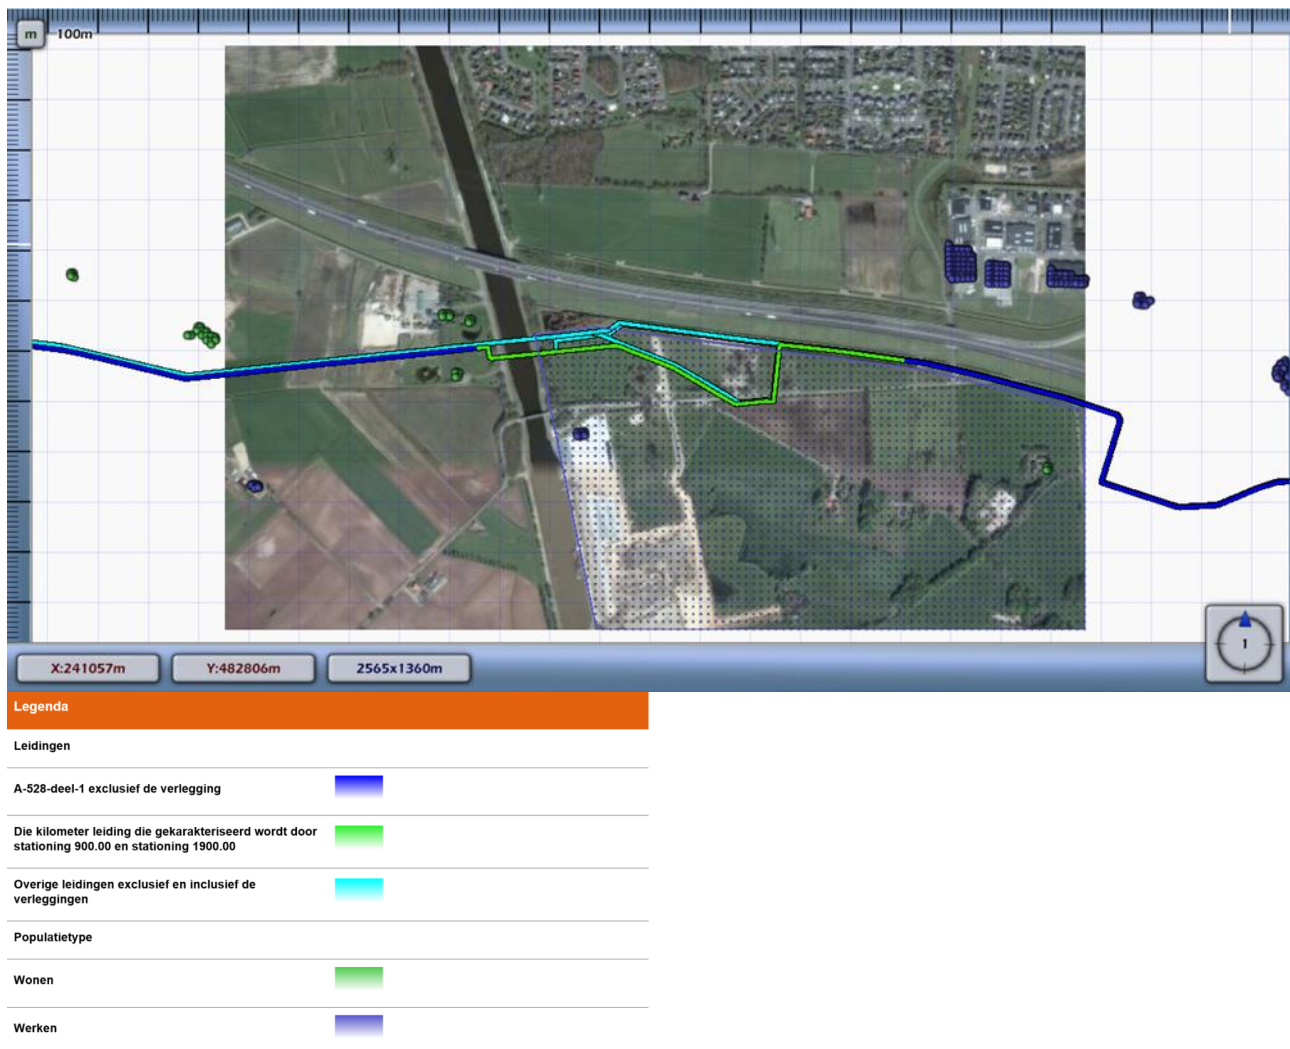 m
100m
X:241057m
Y:482806m
2565x1360m
1
Legenda
Leidingen
A-528-deel-1 exclusief de verlegging
Die kilometer leiding die gekarakteriseerd wordt door
stationing 900.00 en stationing 1900.00
Overige leidingen exclusief en inclusief de
verleggingen
Populatietype
Wonen
Werken